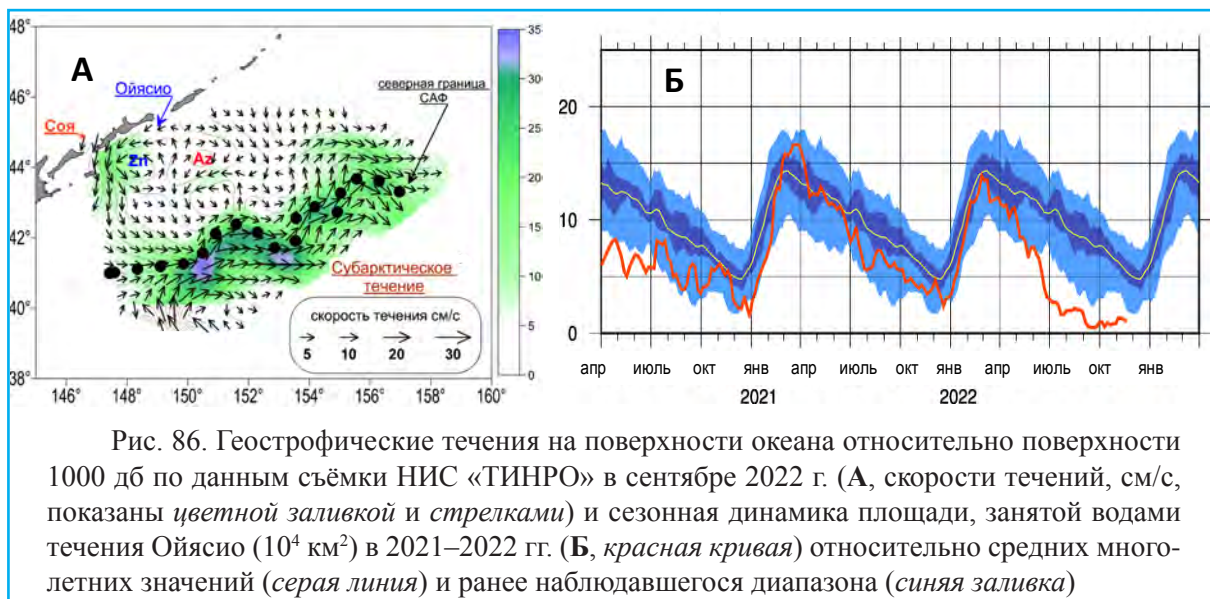 А
Ойясио
Соя
Zn
Az
северная граница
САФ
Субарктическое
течение
скорость течения см/с
5 10 20 30
48°
46°
44°
42°
40°
38°
146° 148° 150° 152° 154° 156° 158° 160°
35
30
25
20
15
10
5
0
Б
20
10
0
апр июль окт янв апр июль окт янв апр июль окт янв
2021 2022
Рис. 86. Геострофические течения на поверхности океана относительно поверхности
1000 дб по данным съёмки НИС «ТИНРО» в сентябре 2022 г. (А, скорости течений, см/с,
показаны цветной заливкой и стрелками) и сезонная динамика площади, занятой водами
течения Ойясио (10⁴ км²) в 2021–2022 гг. (Б, красная кривая) относительно средних много-
летних значений (серая линия) и ранее наблюдавшегося диапазона (синяя заливка)